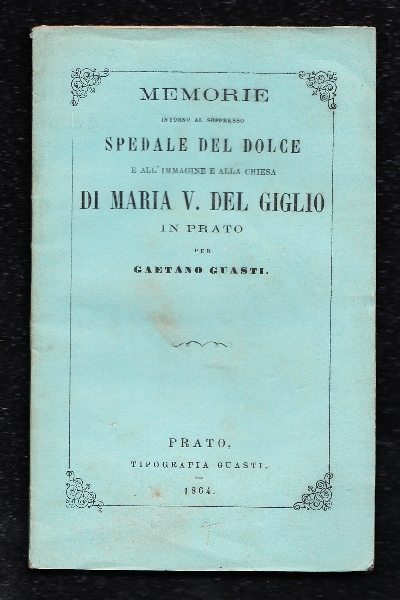 MEMORIE
INTORNO AL SOPPRESSO
SPEDALE DEL DOLCE
E ALL'IMMAGINE E ALLA CHIESA
DI MARIA V. DEL GIGLIO
IN PRATO
PER
GAETANO GUASTI.
PRATO.
TIPOGRAFIA GUASTI.
1864.